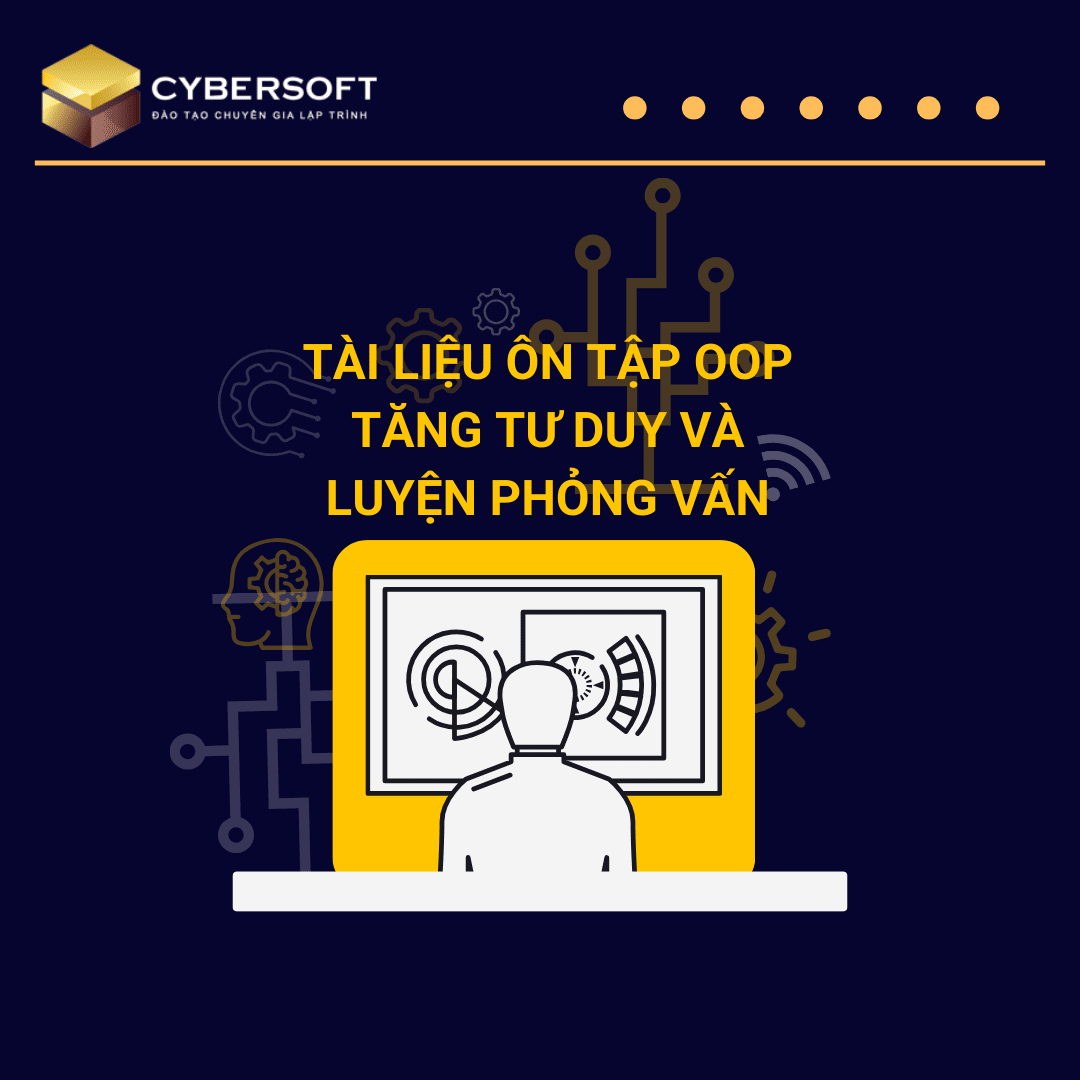 CYBERSOFT
ĐÀO TẠO CHUYÊN GIA LẬP TRÌNH
TÀI LIỆU ÔN TẬP OOP
TĂNG TƯ DUY VÀ
LUYỆN PHỎNG VẤN